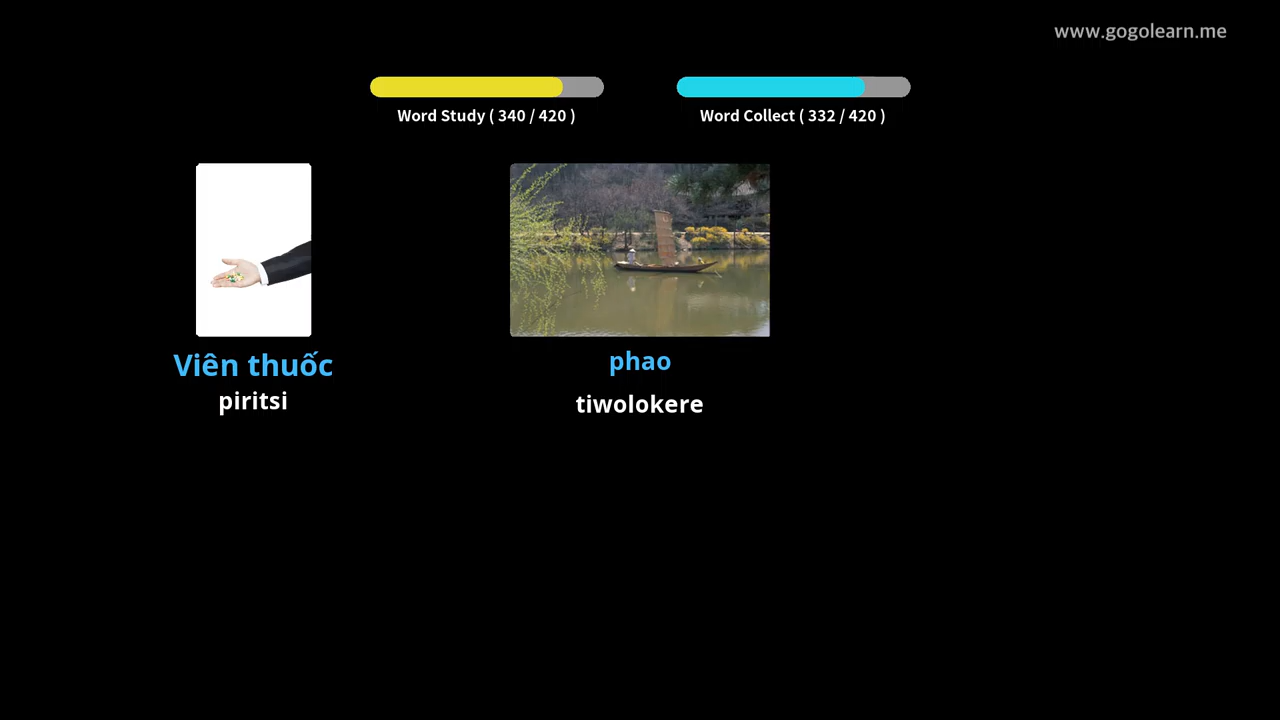 www.gogolearn.me
Word Study ( 340 / 420 )
Word Collect ( 332 / 420 )
Viên thuốc
piritsi
phao
tiwolokere